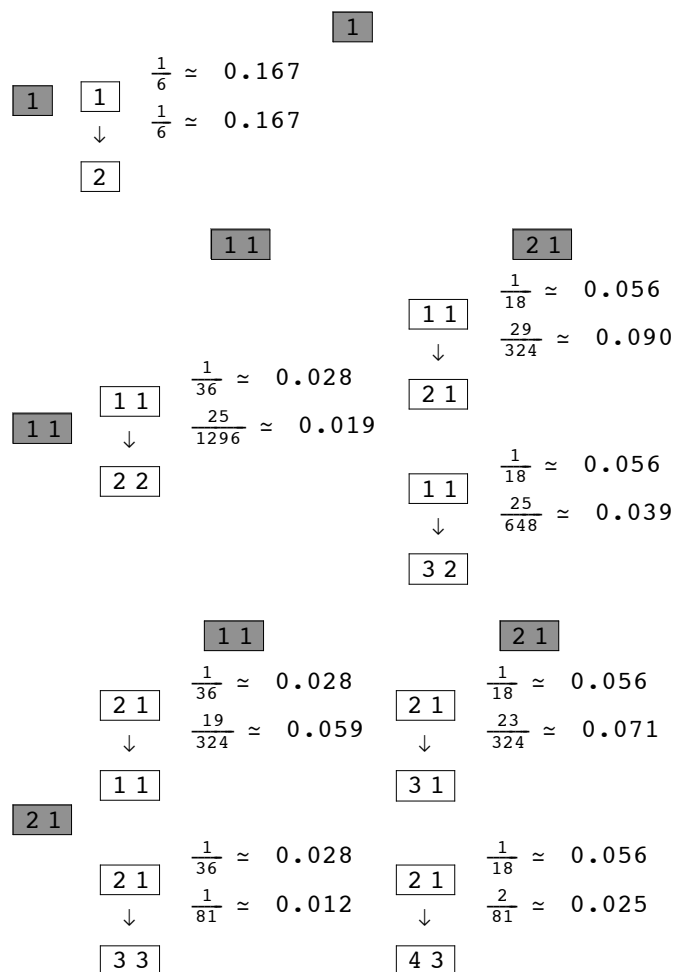 1
1 1 1/6 ≃ 0.167
↓ 1/6 ≃ 0.167
2
1 1 2 1
1 1 1 1 1/36 ≃ 0.028
↓ 25/1296 ≃ 0.019
2 2
1 1 1/18 ≃ 0.056
↓ 29/324 ≃ 0.090
2 1
1 1 1/18 ≃ 0.056
↓ 25/648 ≃ 0.039
3 2
1 1 2 1
2 1
2 1 1/36 ≃ 0.028
↓ 19/324 ≃ 0.059
1 1
2 1 1/18 ≃ 0.056
↓ 23/324 ≃ 0.071
3 1
2 1 1/36 ≃ 0.028
↓ 1/81 ≃ 0.012
3 3
2 1 1/18 ≃ 0.056
↓ 2/81 ≃ 0.025
4 3